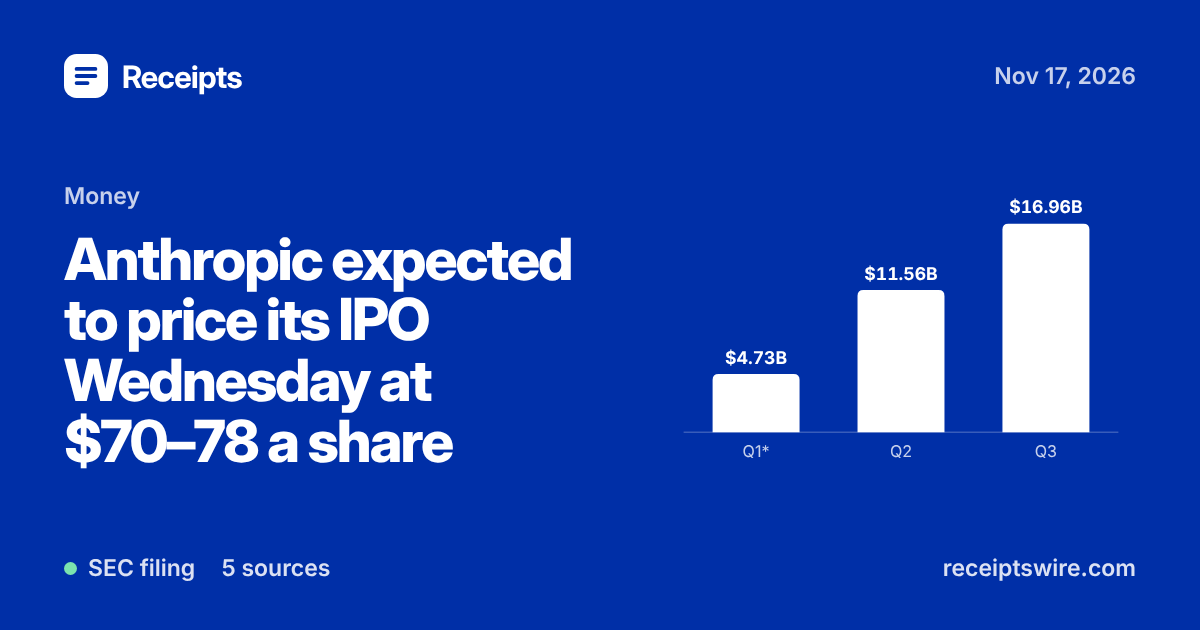 Receipts
Nov 17, 2026
Money
Anthropic expected
to price its IPO
Wednesday at
$70–78 a share
$4.73B
$11.56B
$16.96B
Q1*
Q2
Q3
SEC filing
5 sources
receiptswire.com